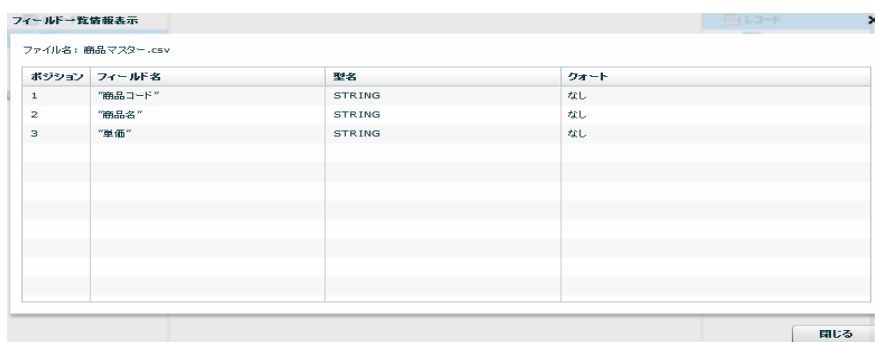 フィールド一覧情報表示
レコード
ファイル名: 商品マスター.csv
ポジション フィールド名 型名 クォート
1 "商品コード" STRING なし
2 "商品名" STRING なし
3 "単価" STRING なし
閉じる